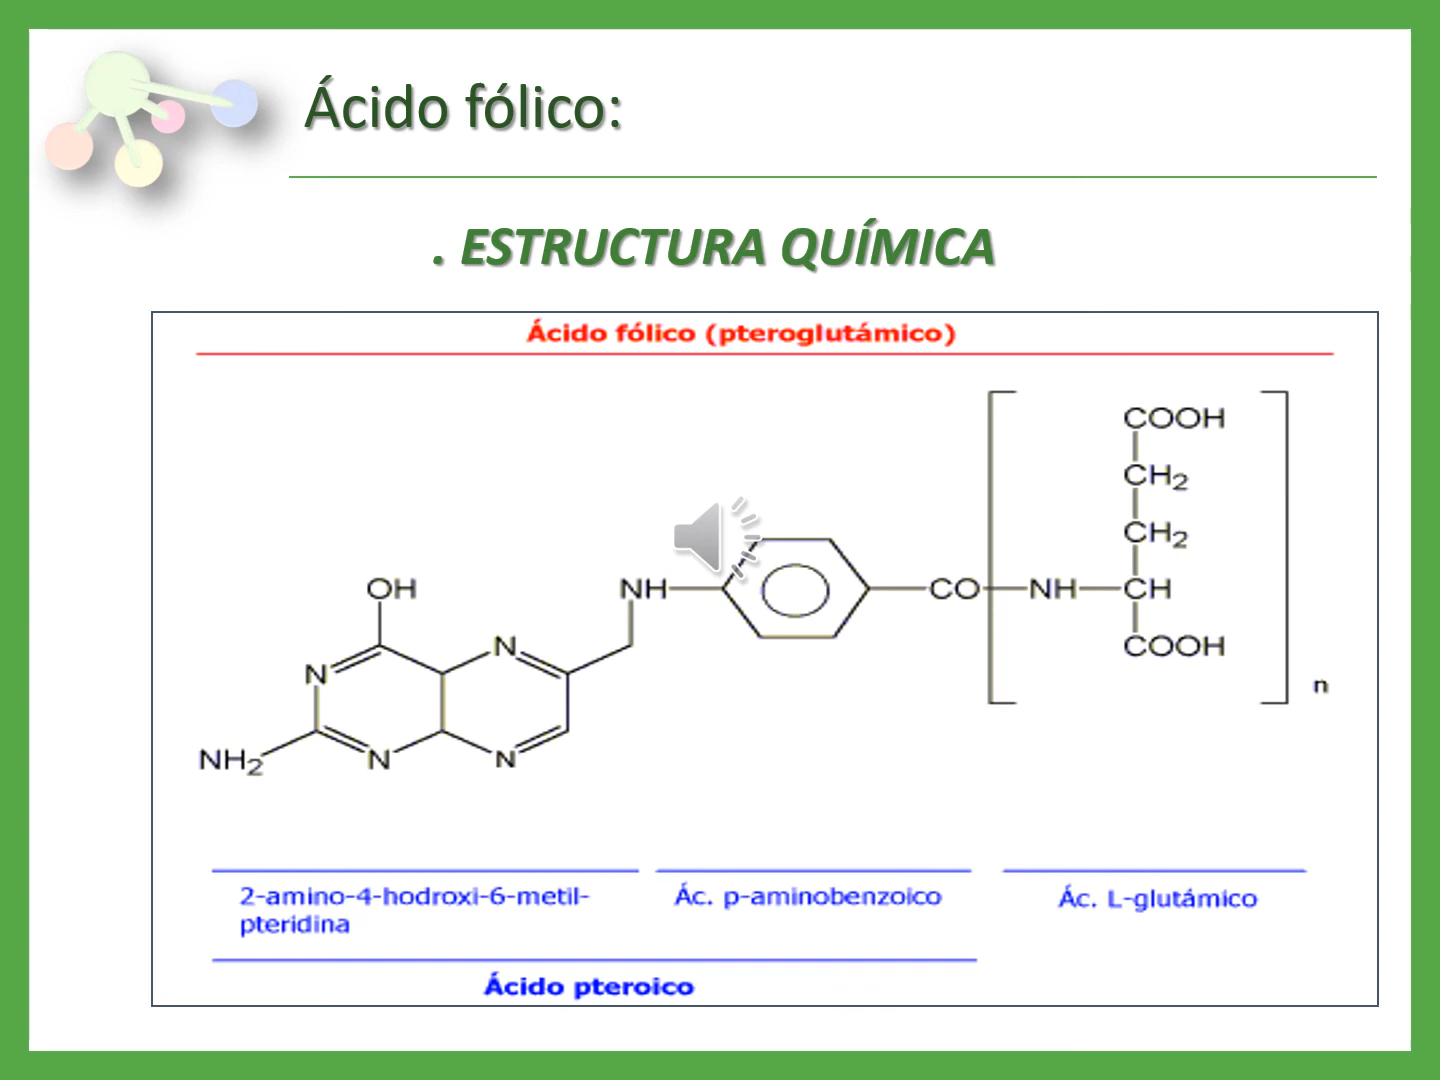 Ácido fólico:
. ESTRUCTURA QUÍMICA
Ácido fólico (pteroglutámico)
COOH
CH2
CH2
OH
NH
CO
NH
CH
N
N
COOH
n
NH2
N
N
2-amino-4-hodroxi-6-metil-
pteridina
Ác. p-aminobenzoico
Ác. L-glutámico
Ácido pteroico